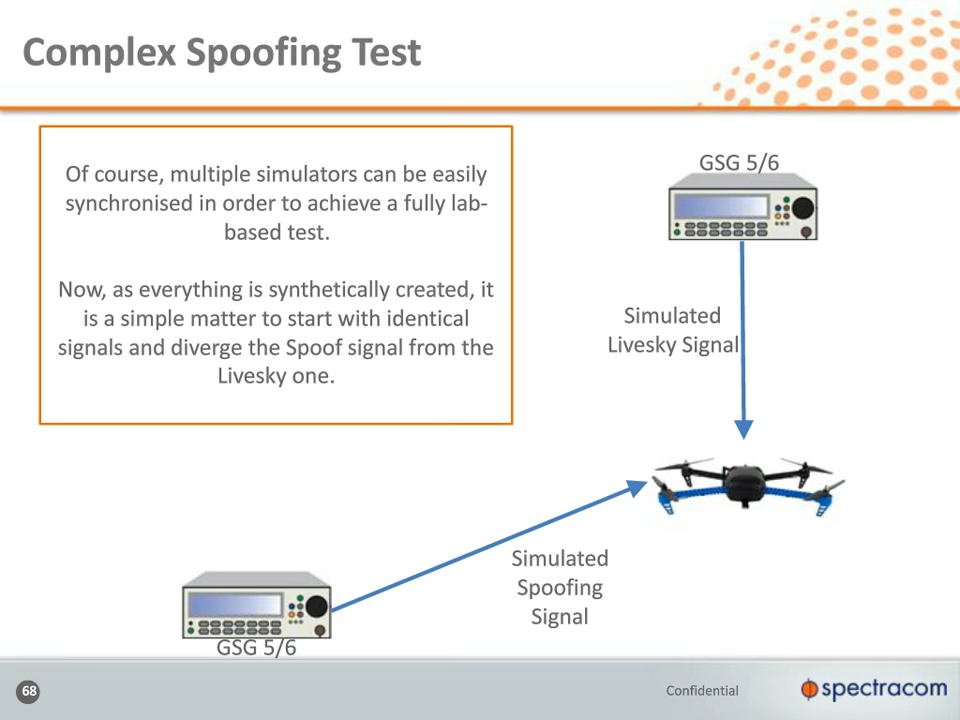 Complex Spoofing Test
Of course, multiple simulators can be easily
synchronised in order to achieve a fully lab-
based test.
Now, as everything is synthetically created, it
is a simple matter to start with identical
signals and diverge the Spoof signal from the
Livesky one.
GSG 5/6
Simulated
Livesky Signal
Simulated
Spoofing
Signal
GSG 5/6
68
Confidential
spectracom